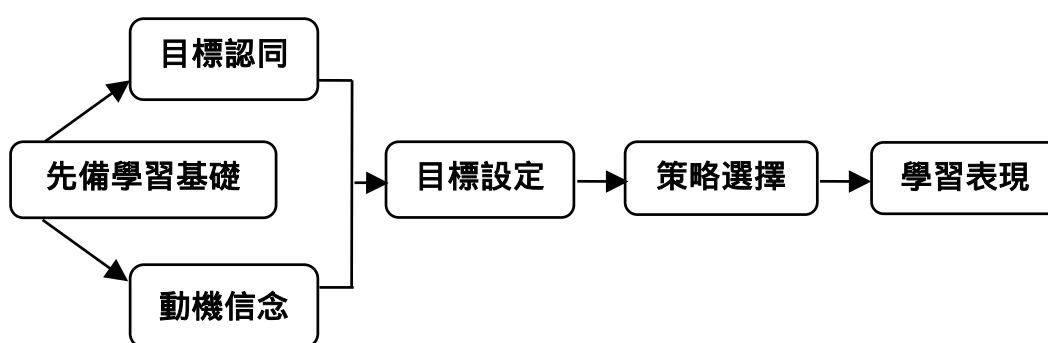 目標認同
先備學習基礎
目標設定
策略選擇
學習表現
動機信念